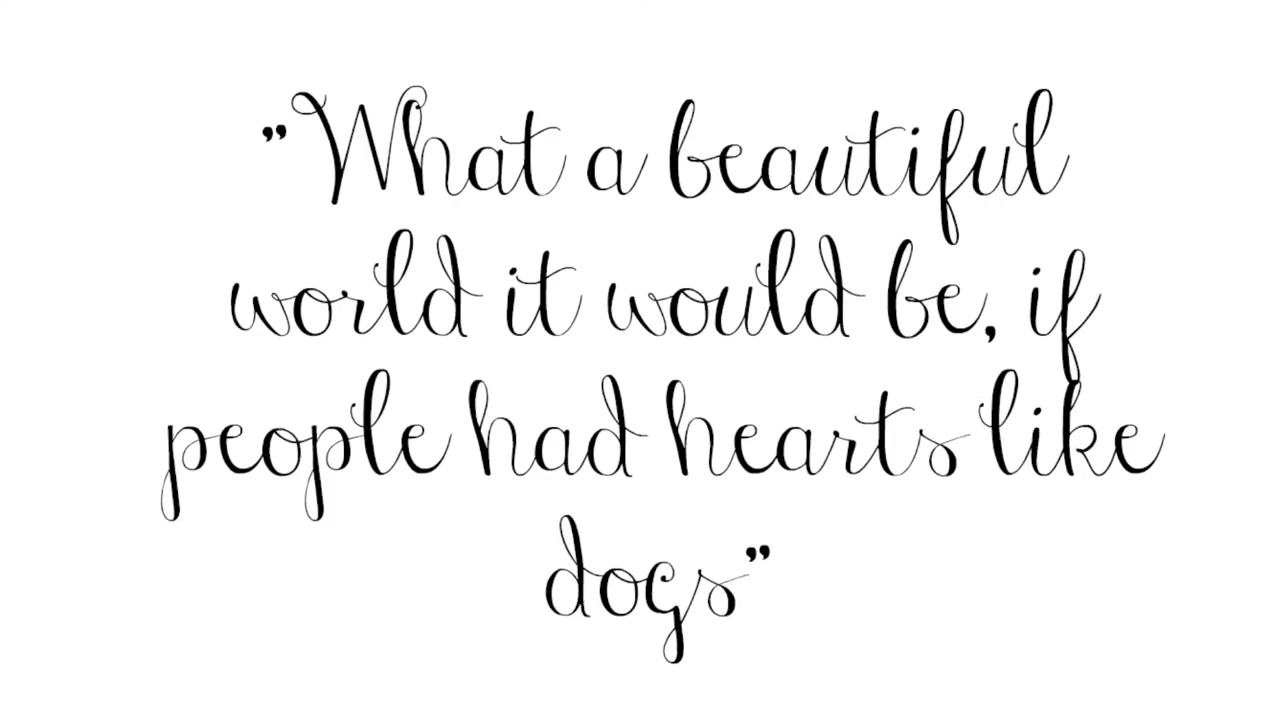 ”What a beautiful
world it would be, if
people had hearts like
dogs”